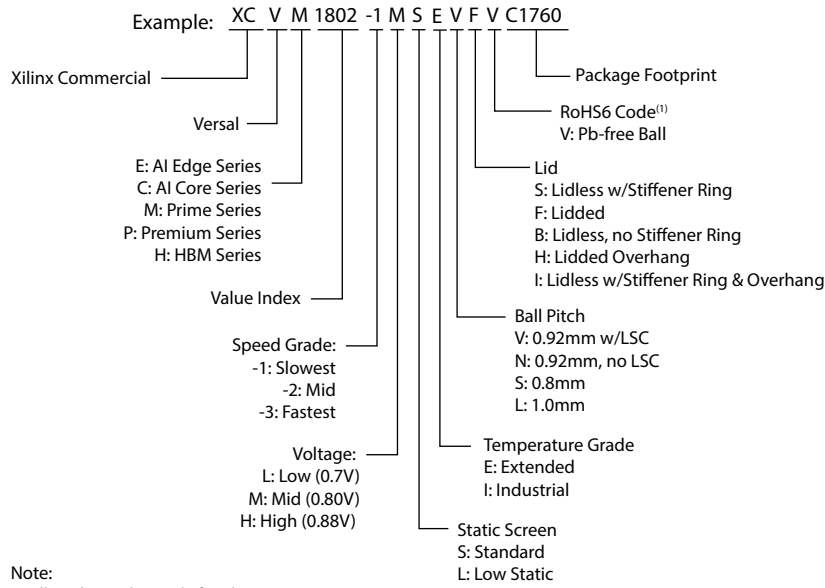 Example: XC V M 1802 -1 M S E V F V C1760
Xilinx Commercial
Package Footprint
RoHS6 Code(1)
V: Pb-free Ball
Versal
Lid
S: Lidless w/Stiffener Ring
F: Lidded
B: Lidless, no Stiffener Ring
H: Lidded Overhang
I: Lidless w/Stiffener Ring & Overhang
E: AI Edge Series
C: AI Core Series
M: Prime Series
P: Premium Series
H: HBM Series
Value Index
Ball Pitch
V: 0.92mm w/LSC
N: 0.92mm, no LSC
S: 0.8mm
L: 1.0mm
Speed Grade:
-1: Slowest
-2: Mid
-3: Fastest
Temperature Grade
E: Extended
I: Industrial
Voltage:
L: Low (0.7V)
M: Mid (0.80V)
H: High (0.88V)
Static Screen
S: Standard
L: Low Static
Note: